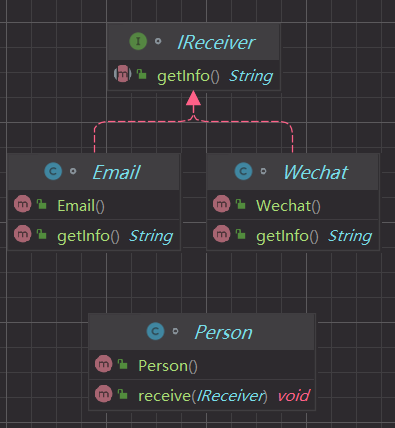 I IReceiver
m getInfo() String
C Email
m Email()
m getInfo() String
C Wechat
m Wechat()
m getInfo() String
C Person
m Person()
m receive(IReceiver) void